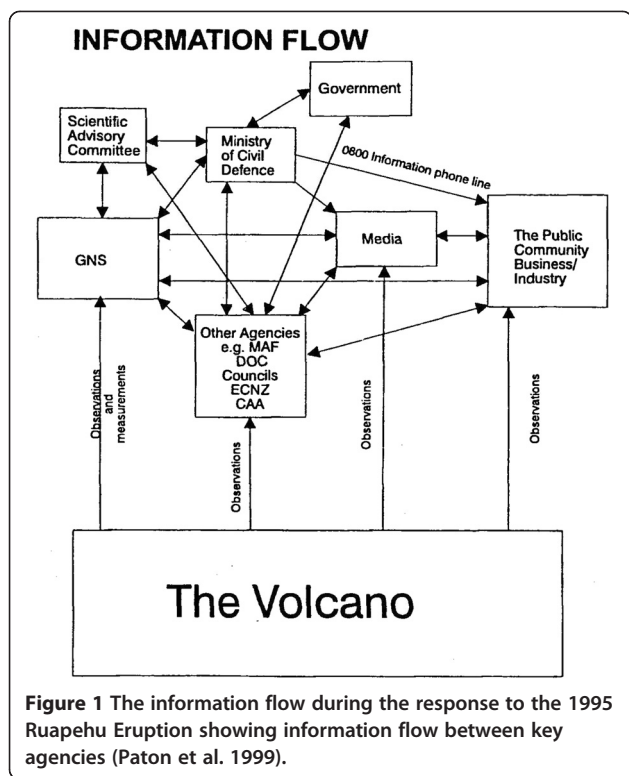 INFORMATION FLOW
Government
Scientific
Advisory
Committee
Ministry
of Civil
Defence
0800 Information phone line
GNS
Media
The Public
Community
Business/
Industry
Other Agencies
e.g. MAF
DOC
Councils
ECNZ
CAA
Observations
and
measurements
Observations
Observations
Observations
The Volcano
Figure 1 The information flow during the response to the 1995
Ruapehu Eruption showing information flow between key
agencies (Paton et al. 1999).